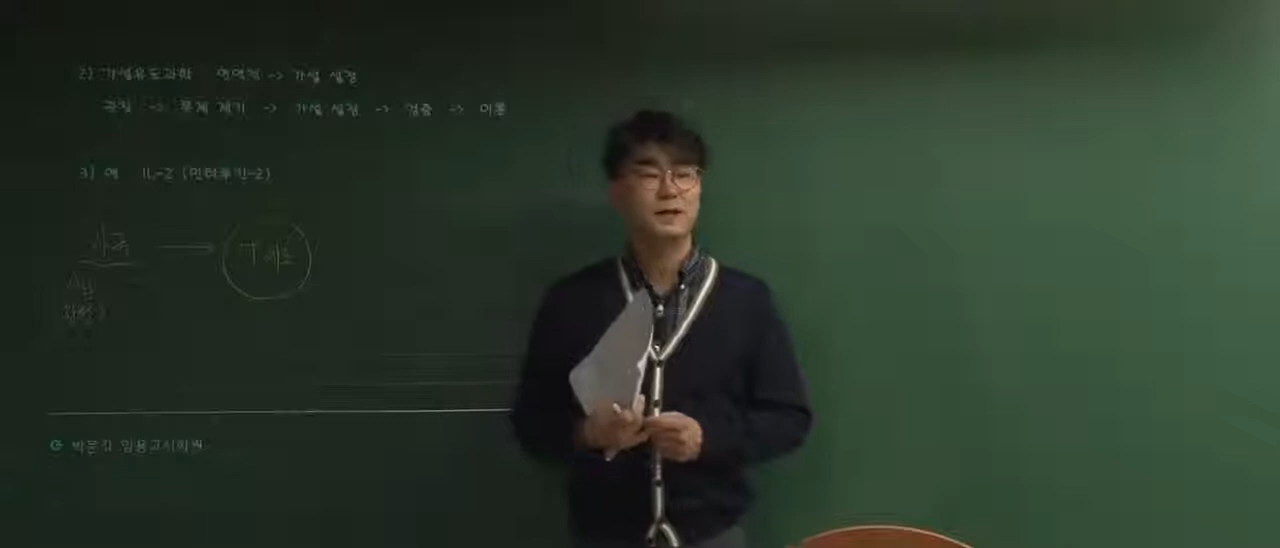 2) 가설유도과학 연역적 -> 가설 설정
관찰 -> 문제 제기 -> 가설 설정 -> 검증 -> 이론
3) 예 IL-2 (인터루킨-2)
자극 → T 세포
박문각 임용고시학원